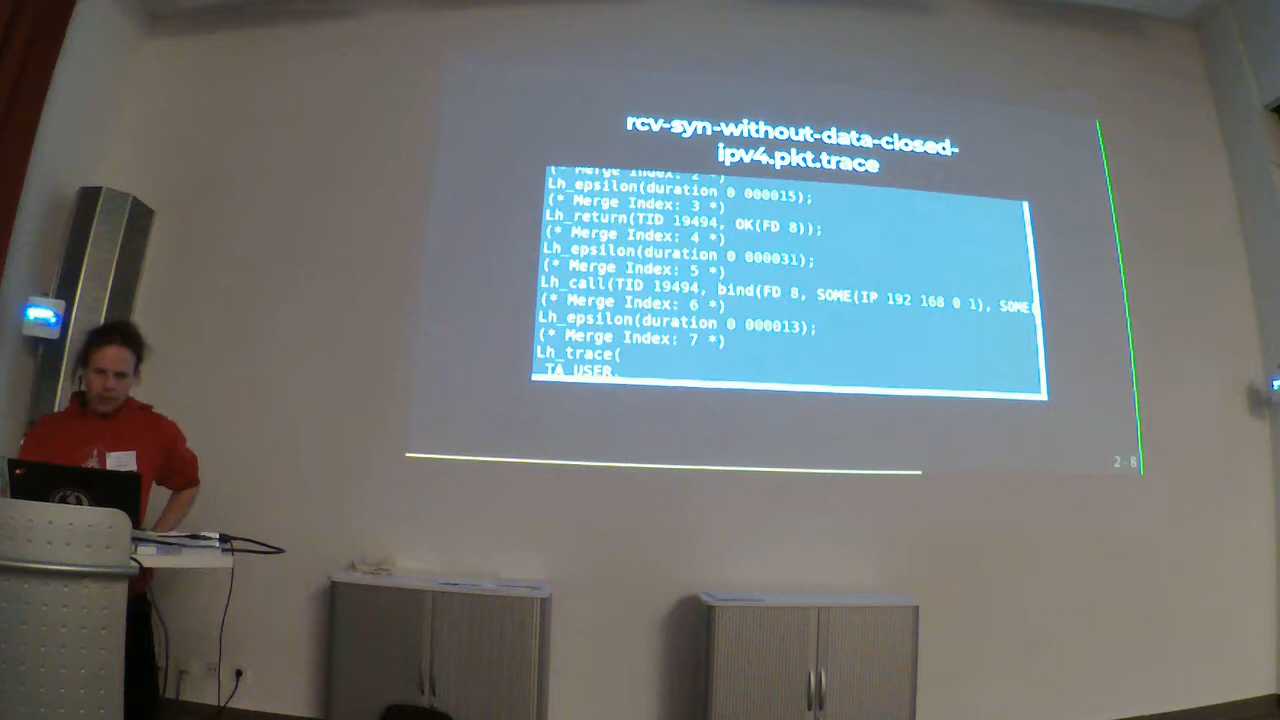 rcv-syn-without-data-closed-
ipv4.pkt.trace
(* Merge Index: 2 *)
Lh_epsilon(duration 0 000015);
(* Merge Index: 3 *)
Lh_return(TID 19494, OK(FD 8));
(* Merge Index: 4 *)
Lh_epsilon(duration 0 000031);
(* Merge Index: 5 *)
Lh_call(TID 19494, bind(FD 8, SOME(IP 192 168 0 1), SOME(
(* Merge Index: 6 *)
Lh_epsilon(duration 0 000013);
(* Merge Index: 7 *)
Lh_trace(
TA_USER,
2-8